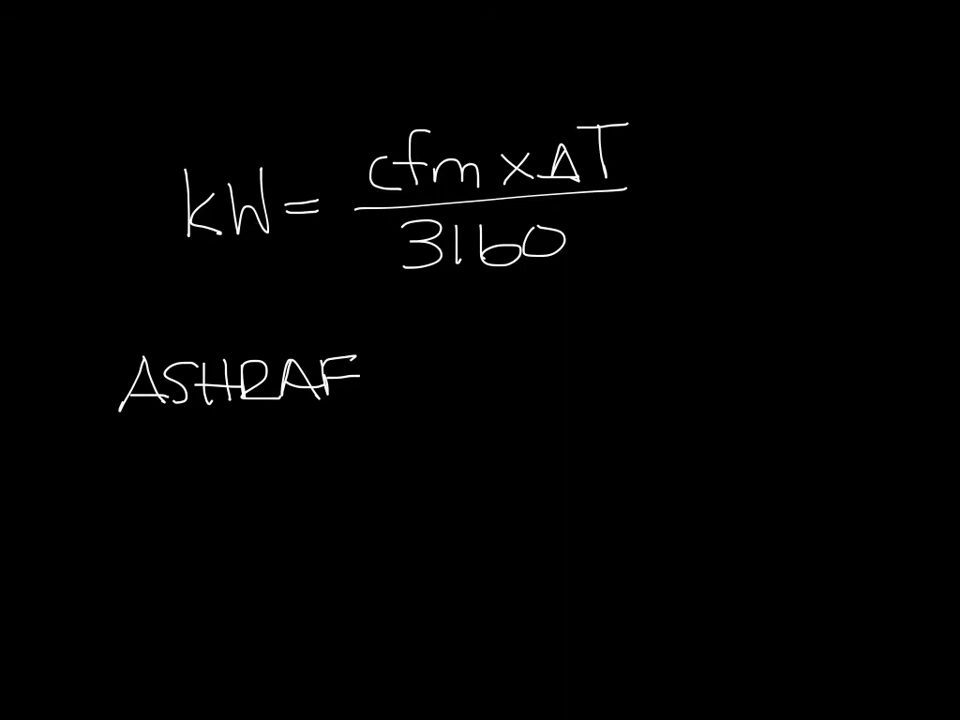 kW = cfm x ΔT / 3160
ASHRAF